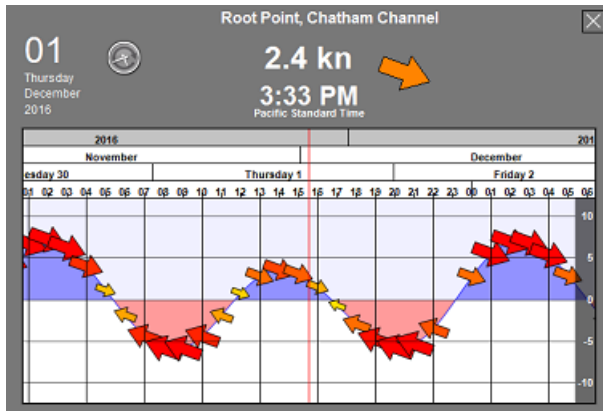 Root Point, Chatham Channel
01
Thursday
December
2016
2.4 kn
3:33 PM
Pacific Standard Time
2016 201
November December
esday 30 Thursday 1 Friday 2
01 02 03 04 05 06 07 08 09 10 11 12 13 14 15 16 17 18 19 20 21 22 23 00 01 02 03 04 05 06
10
5
0
-5
-10